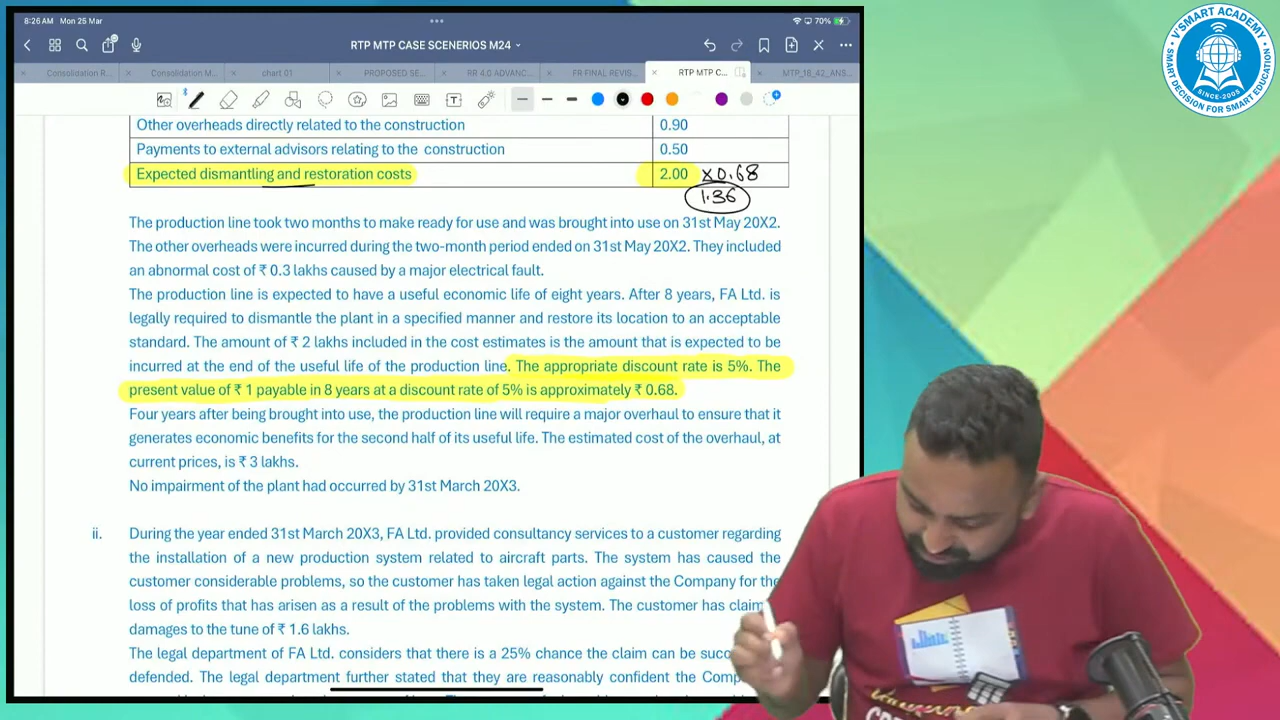 8:26 AM Mon 25 Mar
70%
RTP MTP CASE SCENERIOS M24
Consolidation R...
Consolidation M...
chart 01
PROPOSED SE...
RR 4.0 ADVANC...
FR FINAL REVIS...
RTP MTP C...
MTP_18_42_ANS...
Other overheads directly related to the construction 0.90
Payments to external advisors relating to the construction 0.50
Expected dismantling and restoration costs 2.00 x0.68
1.36
The production line took two months to make ready for use and was brought into use on 31st May 20X2.
The other overheads were incurred during the two-month period ended on 31st May 20X2. They included
an abnormal cost of ₹ 0.3 lakhs caused by a major electrical fault.
The production line is expected to have a useful economic life of eight years. After 8 years, FA Ltd. is
legally required to dismantle the plant in a specified manner and restore its location to an acceptable
standard. The amount of ₹ 2 lakhs included in the cost estimates is the amount that is expected to be
incurred at the end of the useful life of the production line. The appropriate discount rate is 5%. The
present value of ₹ 1 payable in 8 years at a discount rate of 5% is approximately ₹ 0.68.
Four years after being brought into use, the production line will require a major overhaul to ensure that it
generates economic benefits for the second half of its useful life. The estimated cost of the overhaul, at
current prices, is ₹ 3 lakhs.
No impairment of the plant had occurred by 31st March 20X3.
ii. During the year ended 31st March 20X3, FA Ltd. provided consultancy services to a customer regarding
the installation of a new production system related to aircraft parts. The system has caused the
customer considerable problems, so the customer has taken legal action against the Company for the
loss of profits that has arisen as a result of the problems with the system. The customer has claim
damages to the tune of ₹ 1.6 lakhs.
The legal department of FA Ltd. considers that there is a 25% chance the claim can be succ
defended. The legal department further stated that they are reasonably confident the Comp
V'SMART ACADEMY
SINCE-2005
SMART DECISION FOR SMART EDUCATION